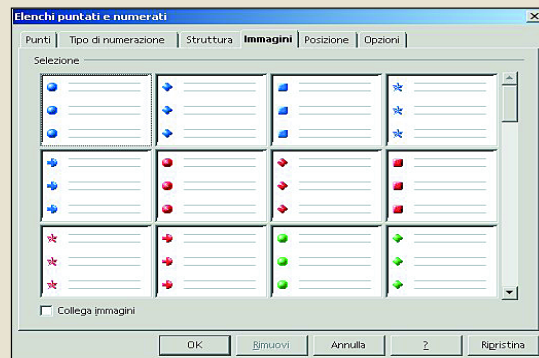 Elenchi puntati e numerati
Punti Tipo di numerazione Struttura Immagini Posizione Opzioni
Selezione
Collega immagini
OK Rimuovi Annulla ? Ripristina